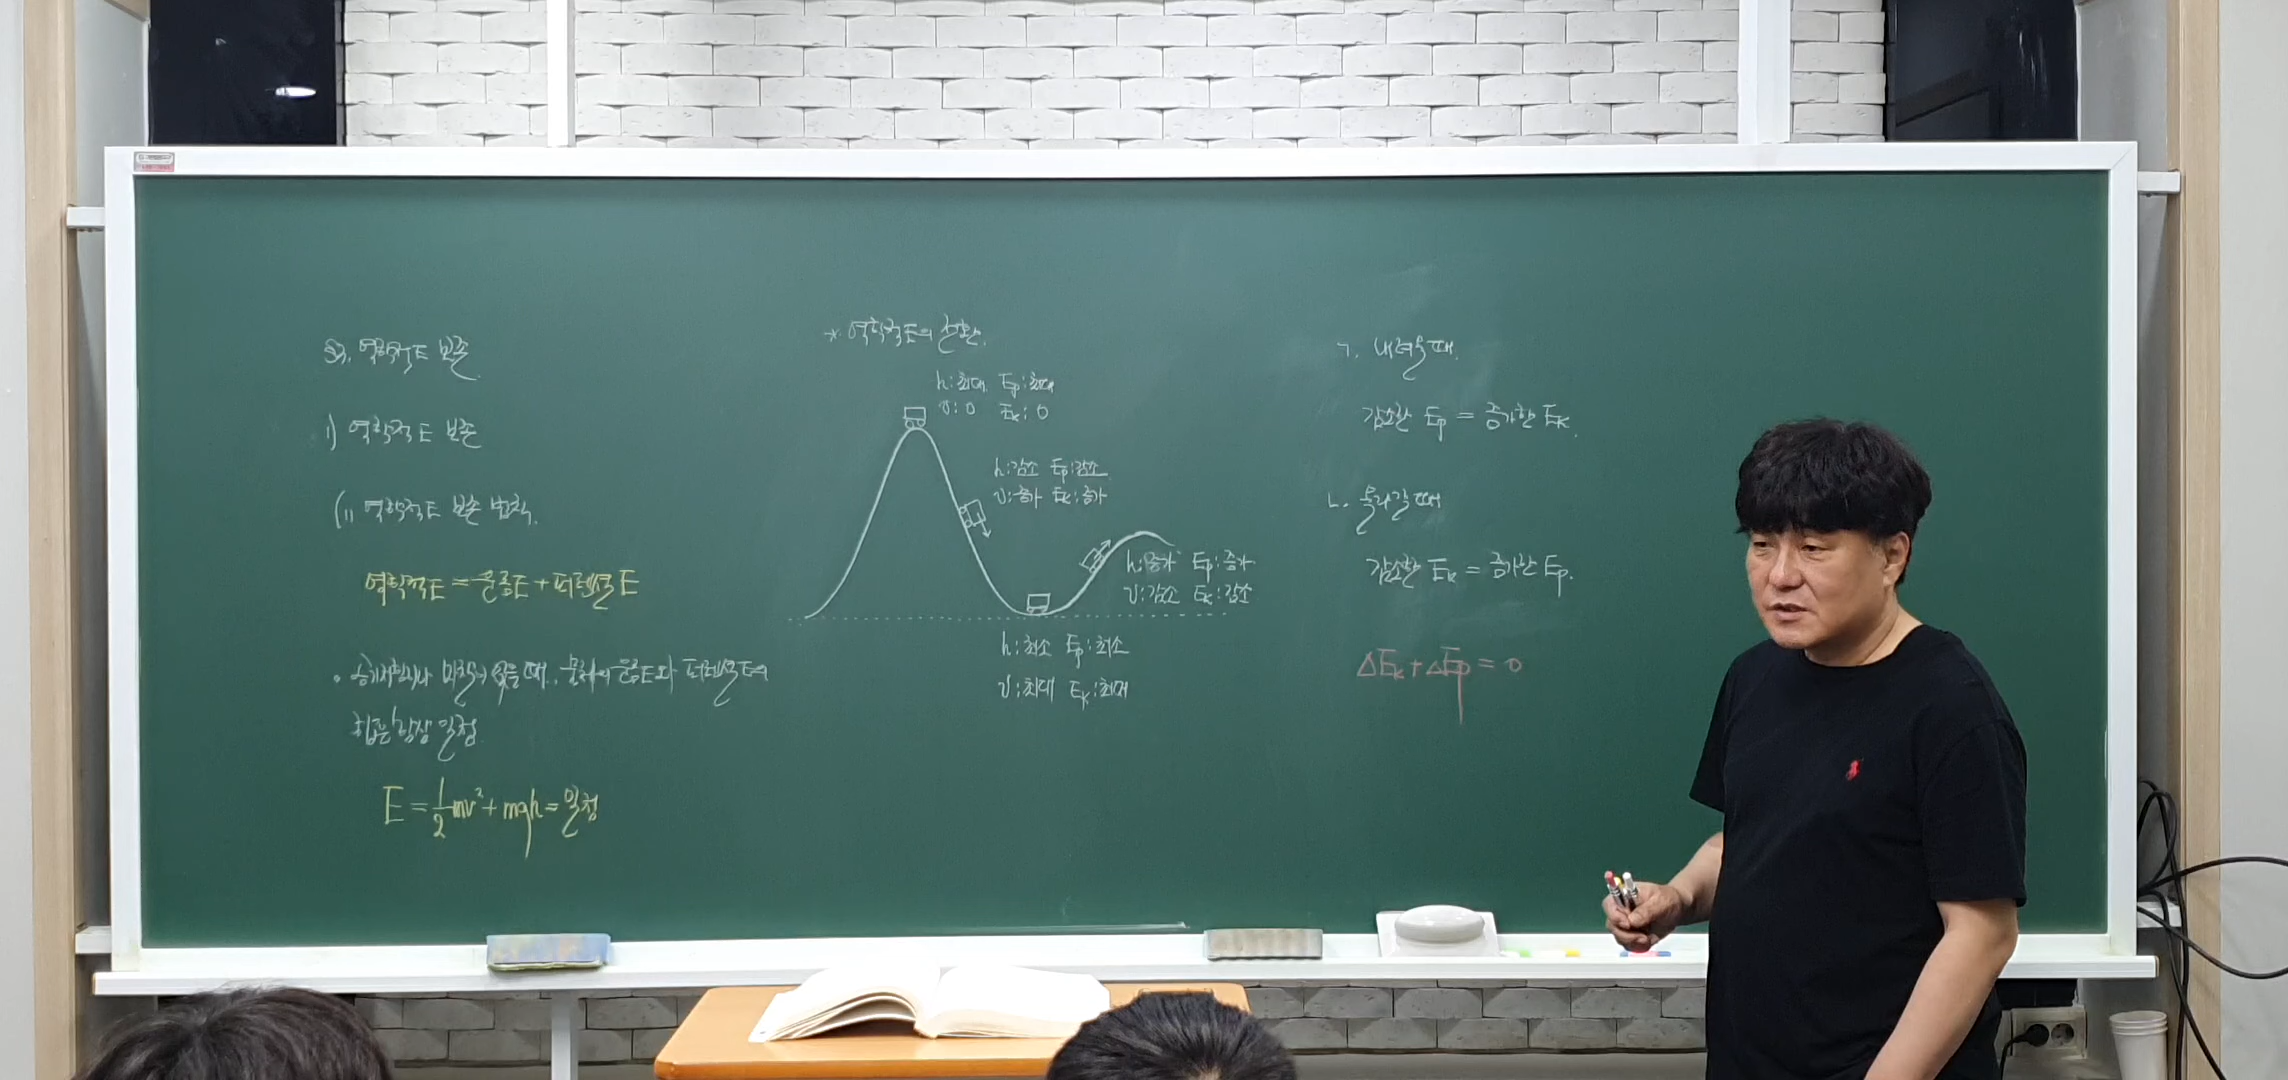 역학적E 보존.
i) 역학적E 보존
(1) 역학적E 보존 법칙.
역학적E = 운동E + 퍼텐셜E
• 공기저항이나 마찰이 없을 때, 물체의 운동E와 퍼텐셜E의
합은 항상 일정
E = ½mv² + mgh = 일정
* 역학적E의 전환.
h:최대 Ep:최대
v:0 Ek:0
h:감소 Ep:감소
v:증가 Ek:증가
h:증가 Ep:증가
v:감소 Ek:감소
h:최소 Ep:최소
v:최대 Ek:최대
ㄱ. 내려올 때.
감소한 Ep = 증가한 Ek.
ㄴ. 올라갈 때
감소한 Ek = 증가한 Ep.
ΔEk + ΔEp = 0